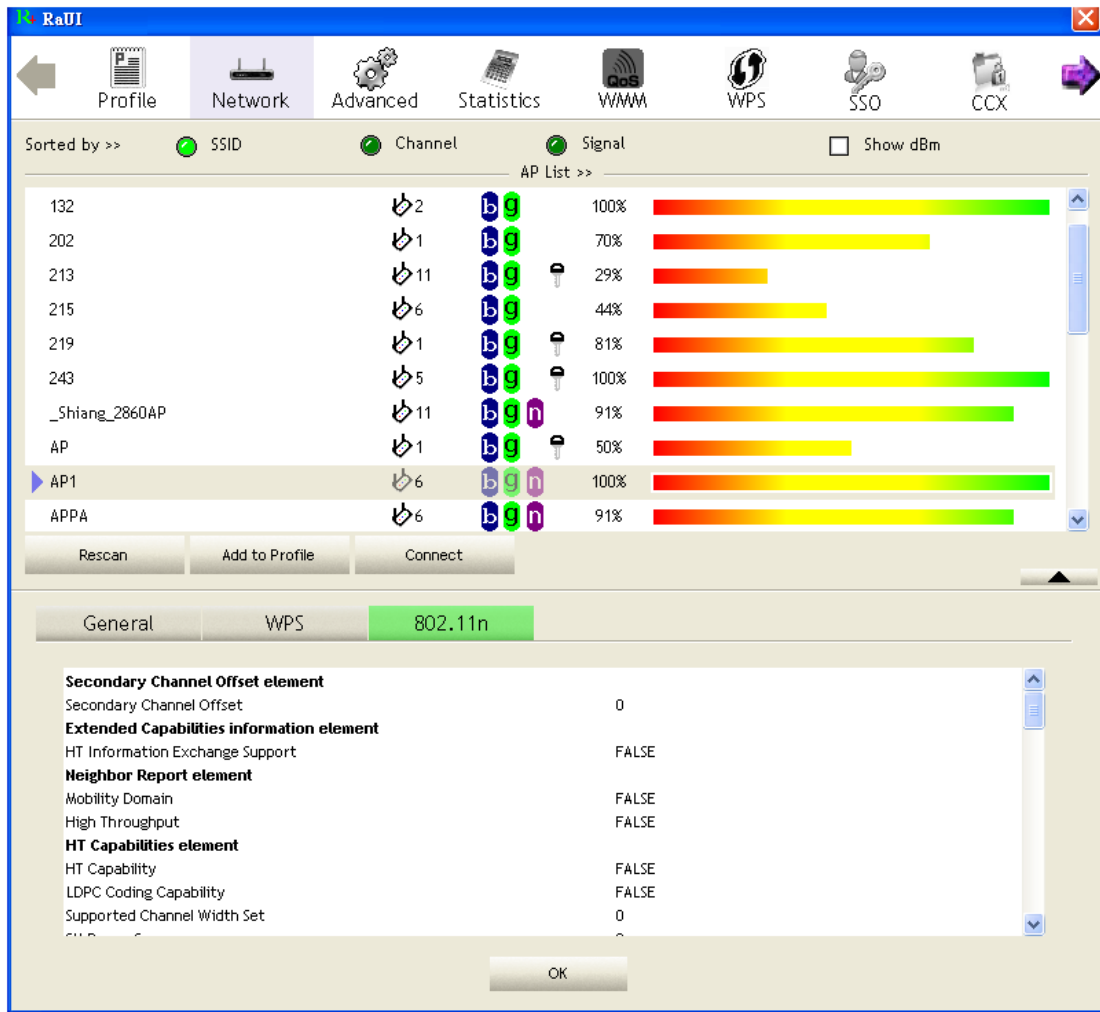 RaUI
Profile Network Advanced Statistics QoS WMM WPS SSO CCX
Sorted by >> SSID Channel Signal Show dBm
AP List >>
132 2 b g 100%
202 1 b g 70%
213 11 b g 29%
215 6 b g 44%
219 1 b g 81%
243 5 b g 100%
_Shiang_2860AP 11 b g n 91%
AP 1 b g 50%
AP1 6 b g n 100%
APPA 6 b g n 91%
Rescan Add to Profile Connect
General WPS 802.11n
Secondary Channel Offset element
Secondary Channel Offset 0
Extended Capabilities information element
HT Information Exchange Support FALSE
Neighbor Report element
Mobility Domain FALSE
High Throughput FALSE
HT Capabilities element
HT Capability FALSE
LDPC Coding Capability FALSE
Supported Channel Width Set 0
OK